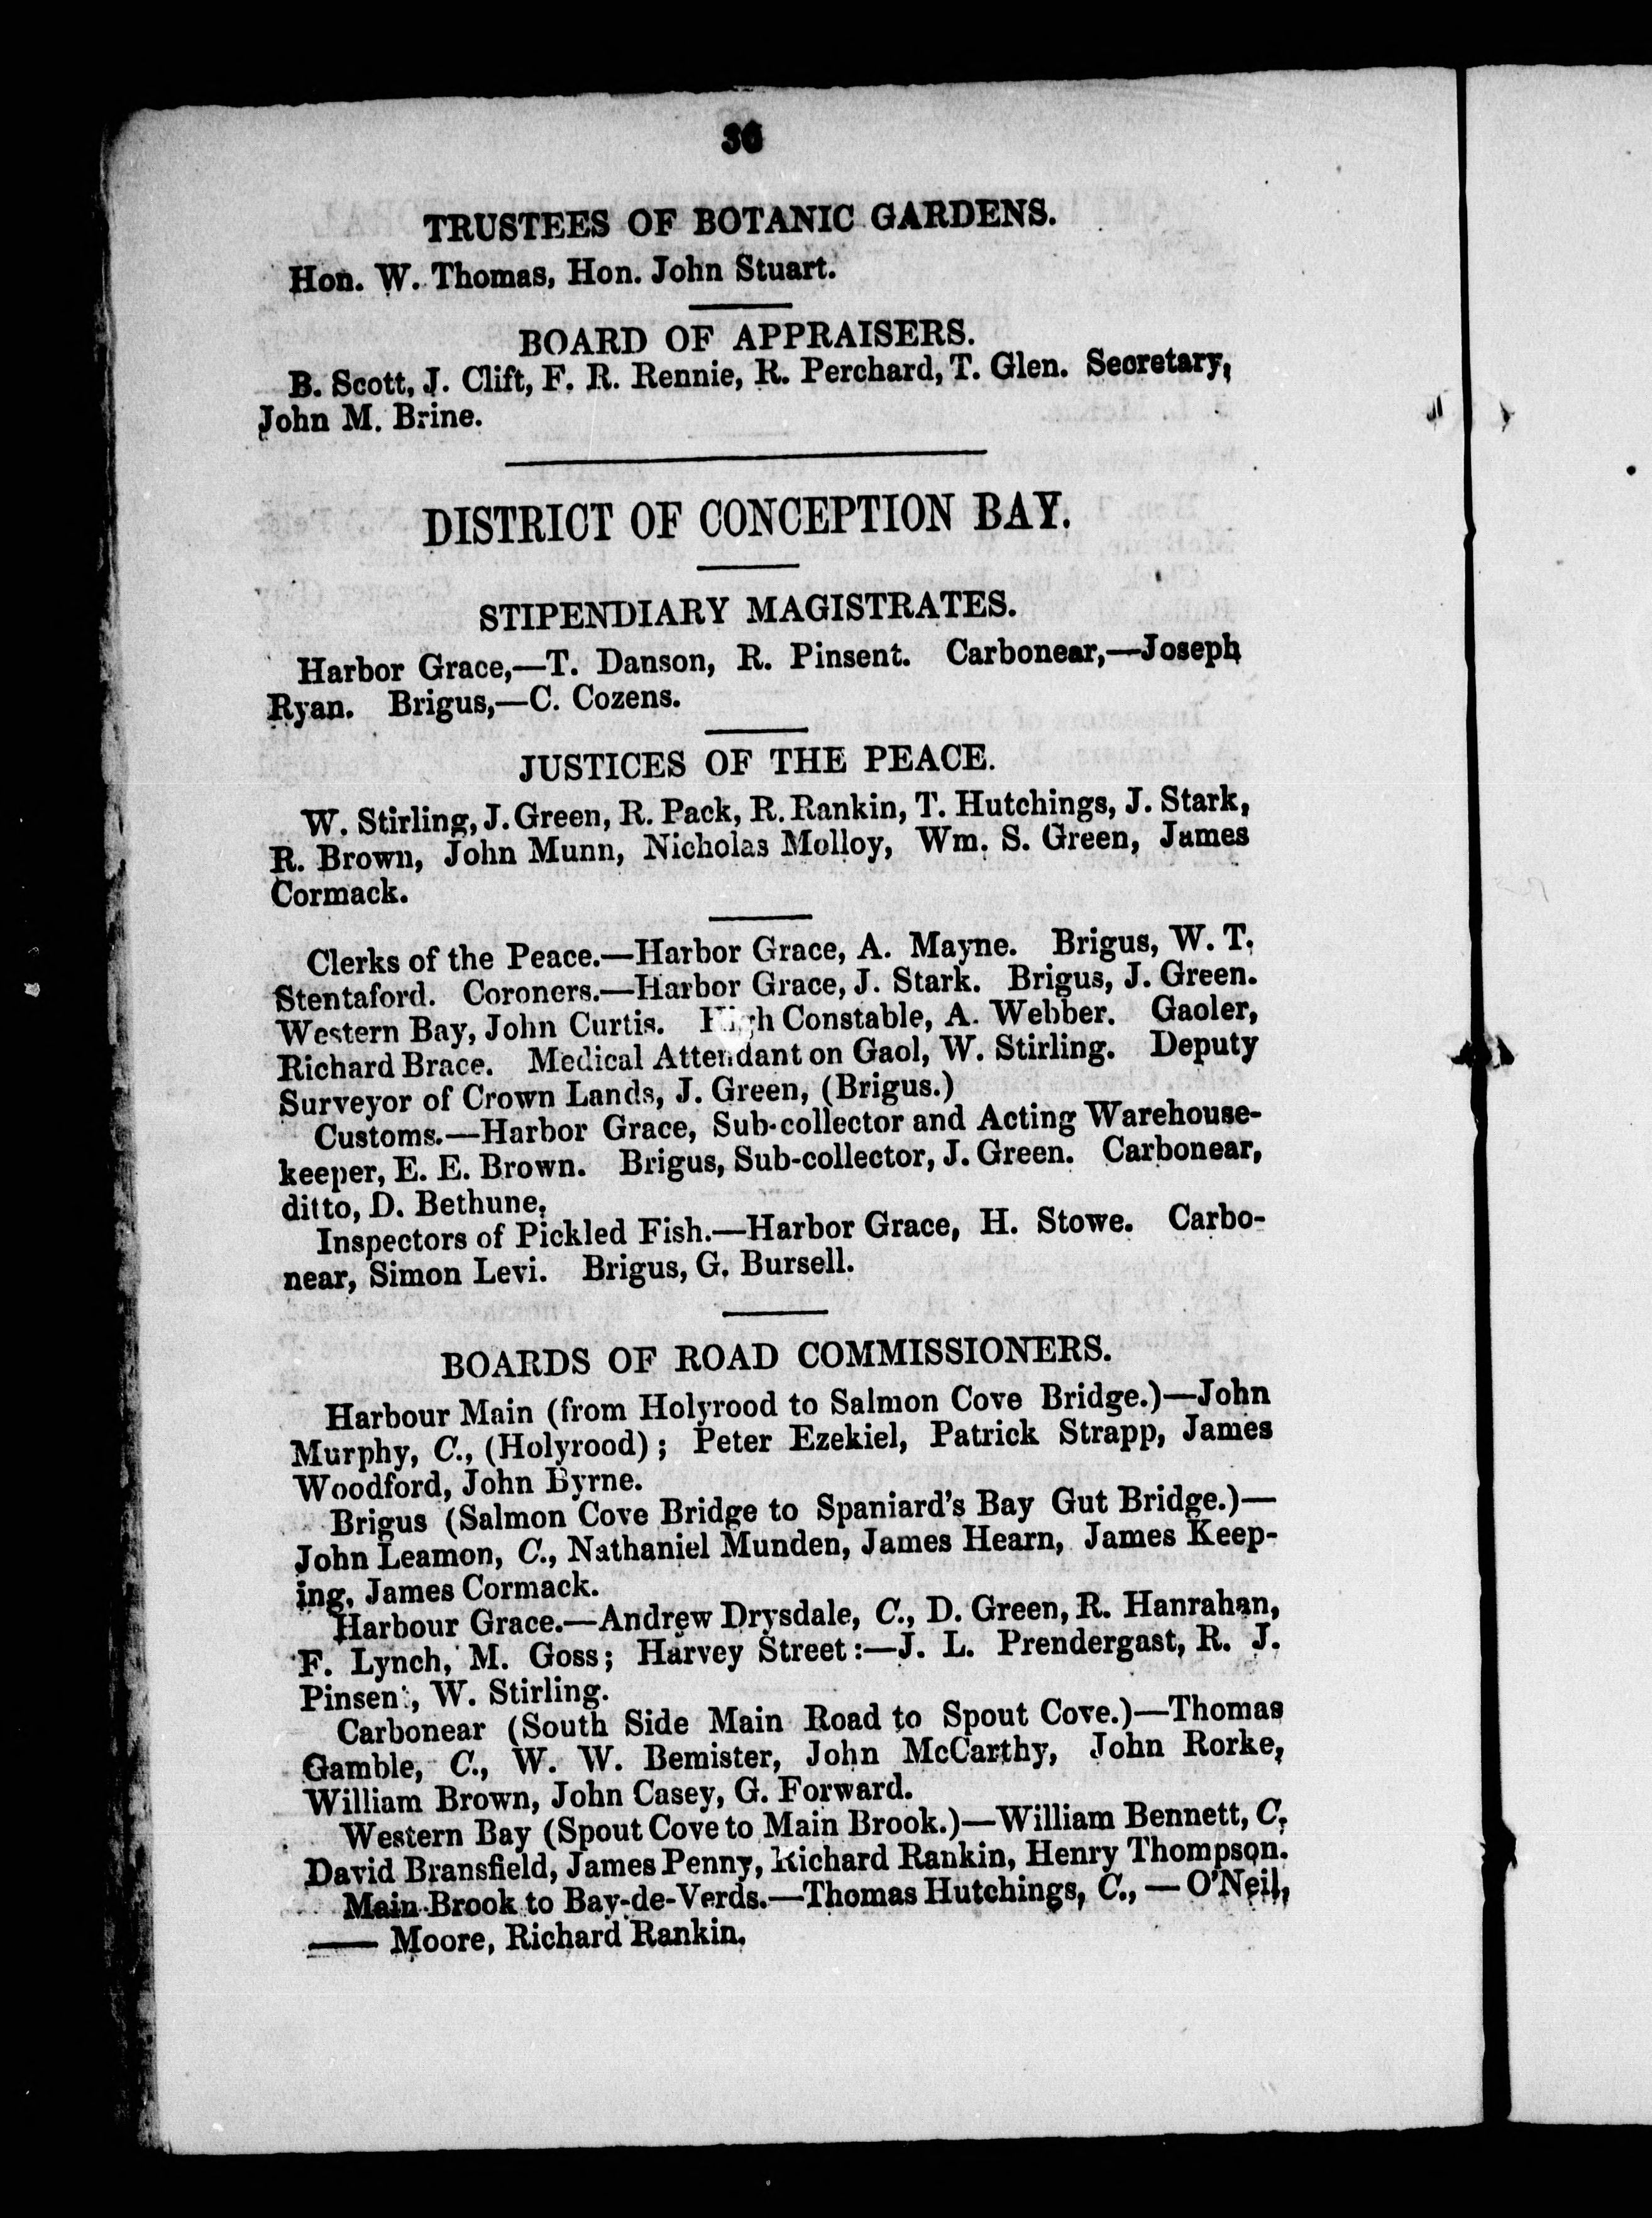 36
TRUSTEES OF BOTANIC GARDENS.
Hon. W. Thomas, Hon. John Stuart.
BOARD OF APPRAISERS.
B. Scott, J. Clift, F. R. Rennie, R. Perchard, T. Glen. Secretary,
John M. Brine.
DISTRICT OF CONCEPTION BAY.
STIPENDIARY MAGISTRATES.
Harbor Grace,—T. Danson, R. Pinsent. Carbonear,—Joseph
Ryan. Brigus,—C. Cozens.
JUSTICES OF THE PEACE.
W. Stirling, J. Green, R. Pack, R. Rankin, T. Hutchings, J. Stark,
R. Brown, John Munn, Nicholas Molloy, Wm. S. Green, James
Cormack.
Clerks of the Peace.—Harbor Grace, A. Mayne. Brigus, W. T.
Stentaford. Coroners.—Harbor Grace, J. Stark. Brigus, J. Green.
Western Bay, John Curtis. High Constable, A. Webber. Gaoler,
Richard Brace. Medical Attendant on Gaol, W. Stirling. Deputy
Surveyor of Crown Lands, J. Green, (Brigus.)
Customs.—Harbor Grace, Sub-collector and Acting Warehouse-
keeper, E. E. Brown. Brigus, Sub-collector, J. Green. Carbonear,
ditto, D. Bethune.
Inspectors of Pickled Fish.—Harbor Grace, H. Stowe. Carbo-
near, Simon Levi. Brigus, G. Bursell.
BOARDS OF ROAD COMMISSIONERS.
Harbour Main (from Holyrood to Salmon Cove Bridge.)—John
Murphy, C., (Holyrood); Peter Ezekiel, Patrick Strapp, James
Woodford, John Byrne.
Brigus (Salmon Cove Bridge to Spaniard's Bay Gut Bridge.)—
John Leamon, C., Nathaniel Munden, James Hearn, James Keep-
ing, James Cormack.
Harbour Grace.—Andrew Drysdale, C., D. Green, R. Hanrahan,
F. Lynch, M. Goss; Harvey Street:—J. L. Prendergast, R. J.
Pinsent, W. Stirling.
Carbonear (South Side Main Road to Spout Cove.)—Thomas
Gamble, C., W. W. Bemister, John McCarthy, John Rorke,
William Brown, John Casey, G. Forward.
Western Bay (Spout Cove to Main Brook.)—William Bennett, C,
David Bransfield, James Penny, Richard Rankin, Henry Thompson.
Main Brook to Bay-de-Verds.—Thomas Hutchings, C., — O'Neil,
—— Moore, Richard Rankin.